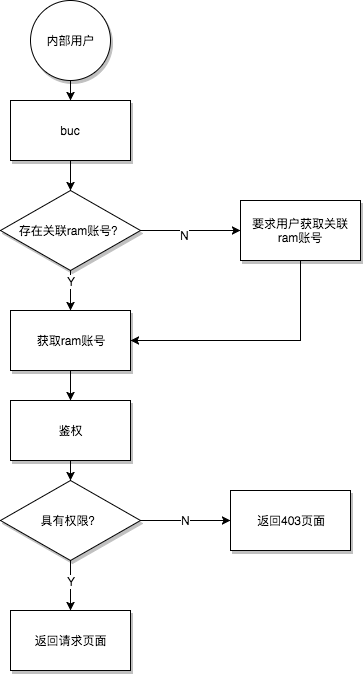 内部用户
buc
存在关联ram账号?
N
要求用户获取关联
ram账号
Y
获取ram账号
鉴权
具有权限?
N
返回403页面
Y
返回请求页面